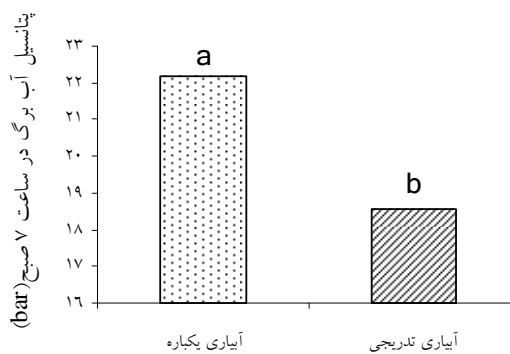 پتانسیل آب برگ در ساعت ۷ صبح(bar)
۲۳
۲۲
۲۱
۲۰
۱۹
۱۸
۱۷
۱۶
a
b
آبیاری یکباره
آبیاری تدریجی